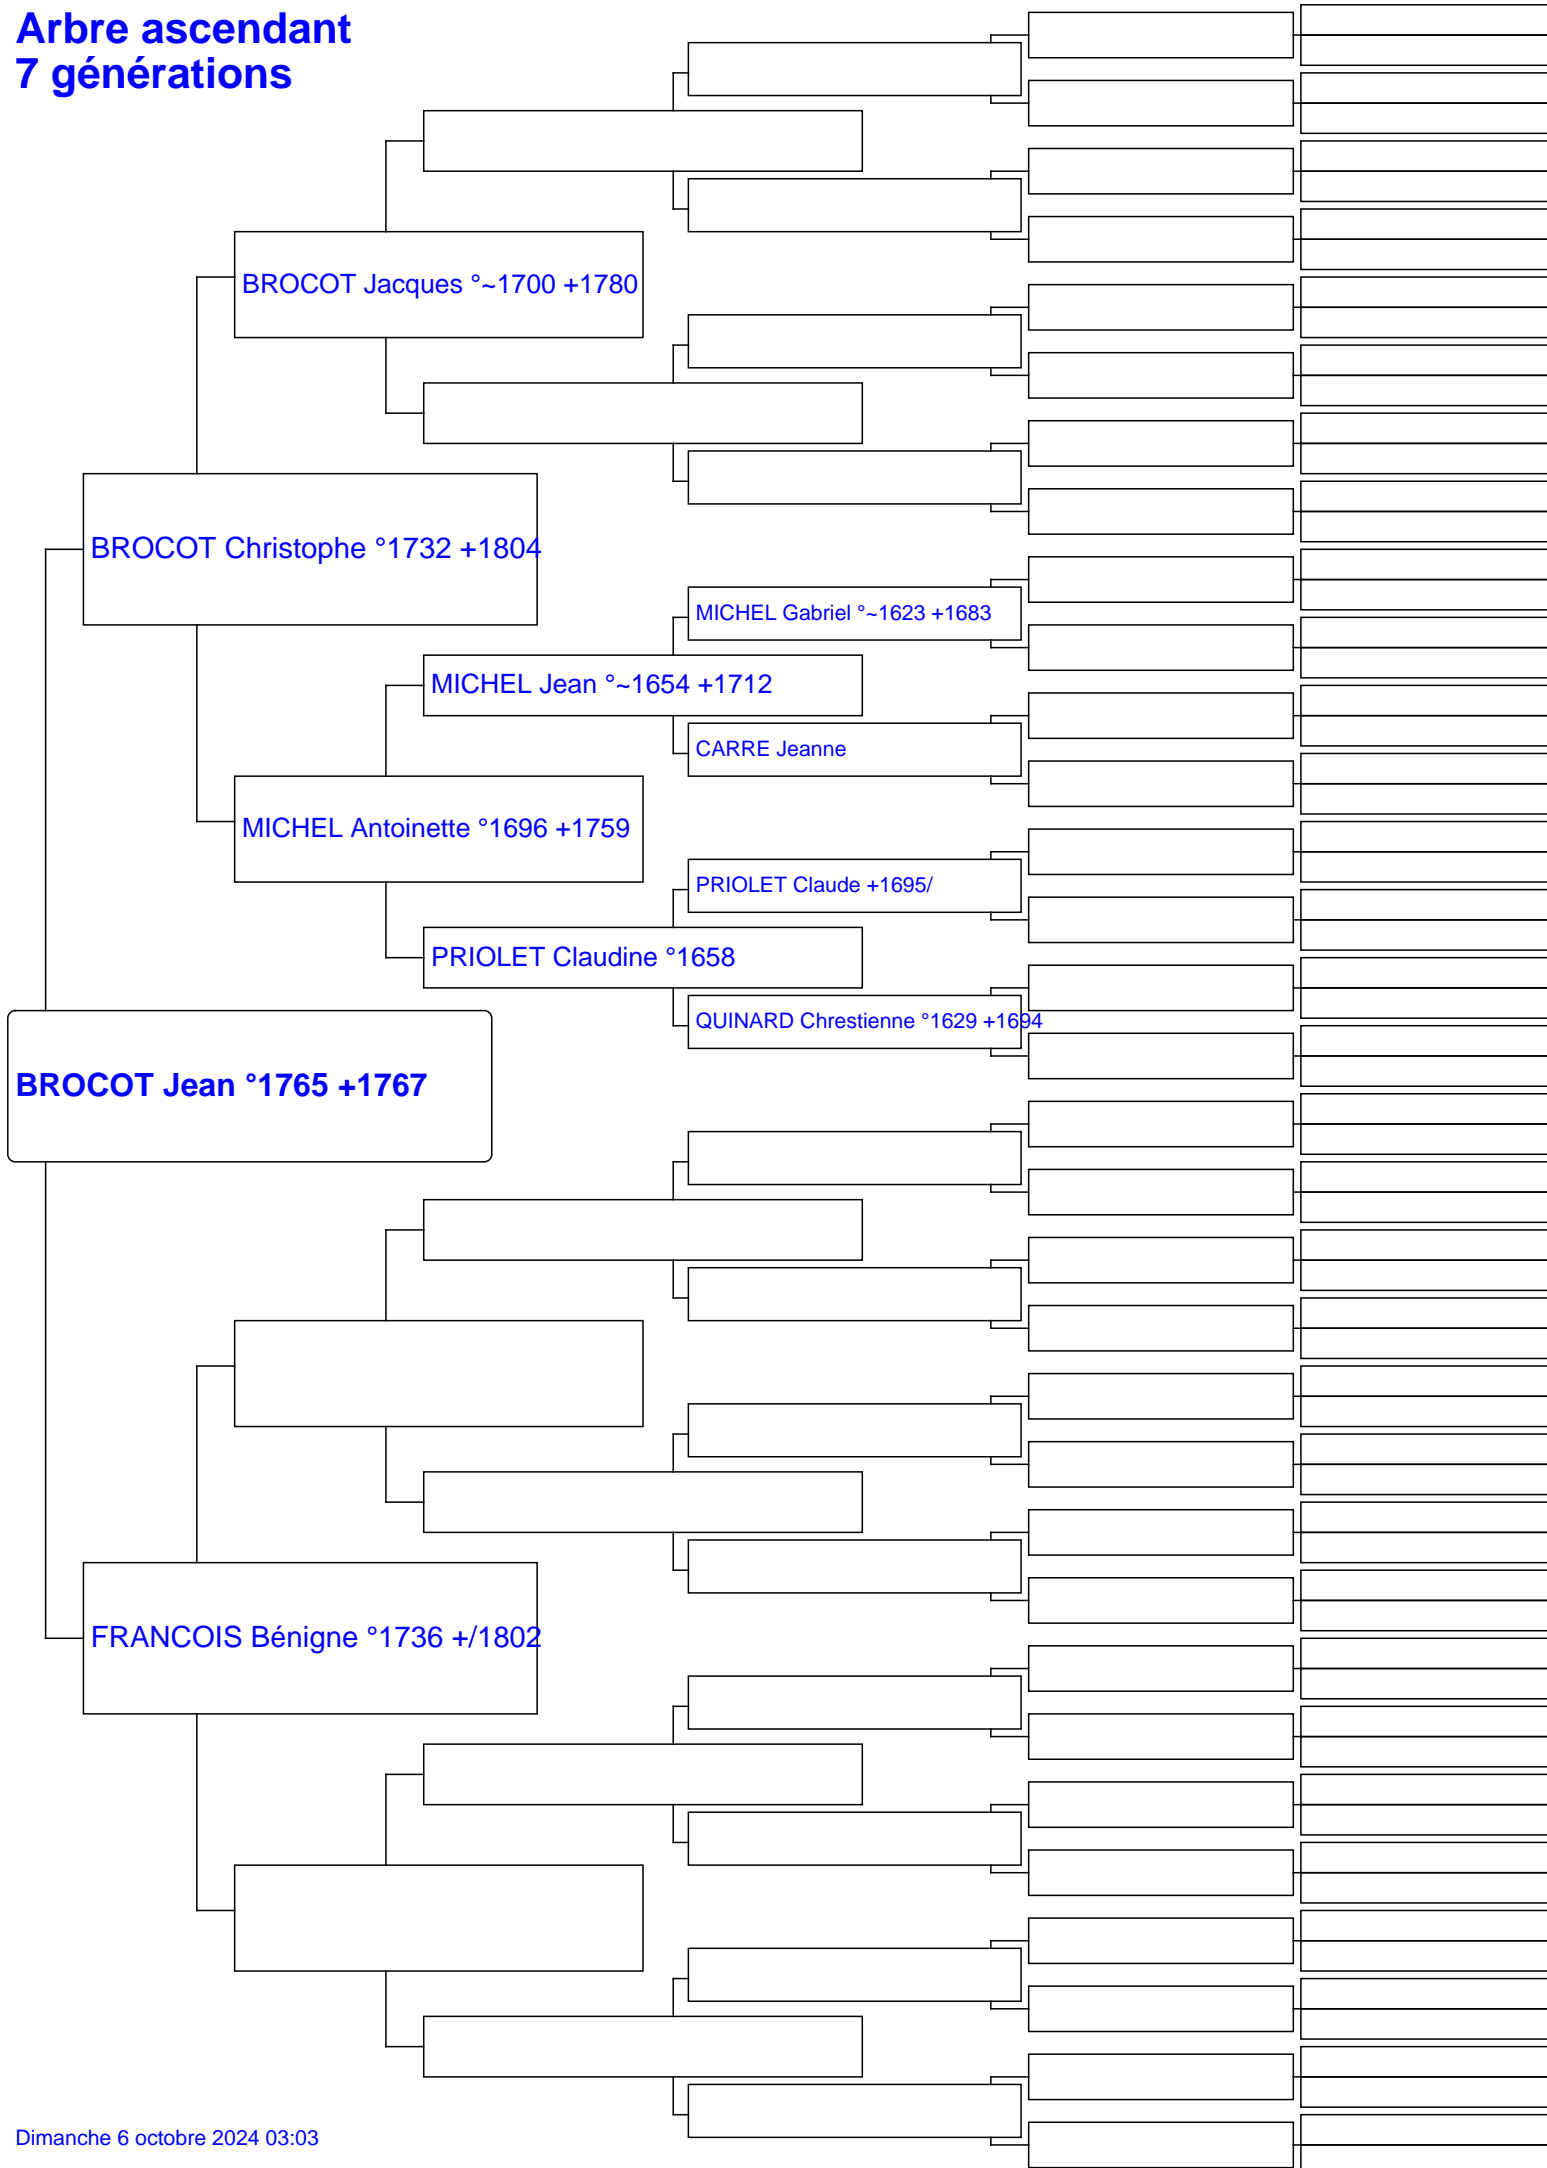 Arbre ascendant
7 générations
BROCOT Jacques °~1700 +1780
BROCOT Christophe °1732 +1804
MICHEL Gabriel °~1623 +1683
MICHEL Jean °~1654 +1712
CARRE Jeanne
MICHEL Antoinette °1696 +1759
PRIOLET Claude +1695/
PRIOLET Claudine °1658
QUINARD Chrestienne °1629 +1694
BROCOT Jean °1765 +1767
FRANCOIS Bénigne °1736 +/1802
Dimanche 6 octobre 2024 03:03